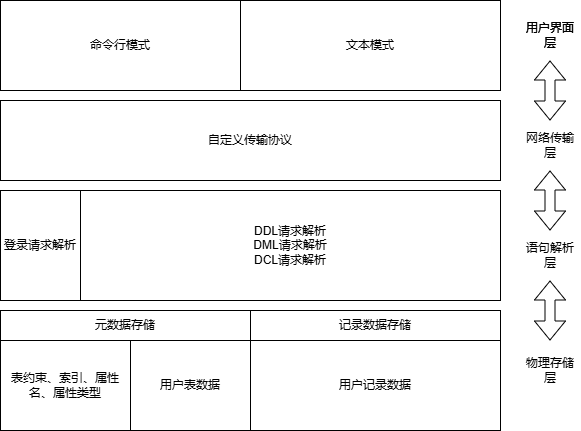 命令行模式
文本模式
用户界面
层
自定义传输协议
网络传输
层
登录请求解析
DDL请求解析
DML请求解析
DCL请求解析
语句解析
层
元数据存储
记录数据存储
表约束、索引、属性
名、属性类型
用户表数据
用户记录数据
物理存储
层